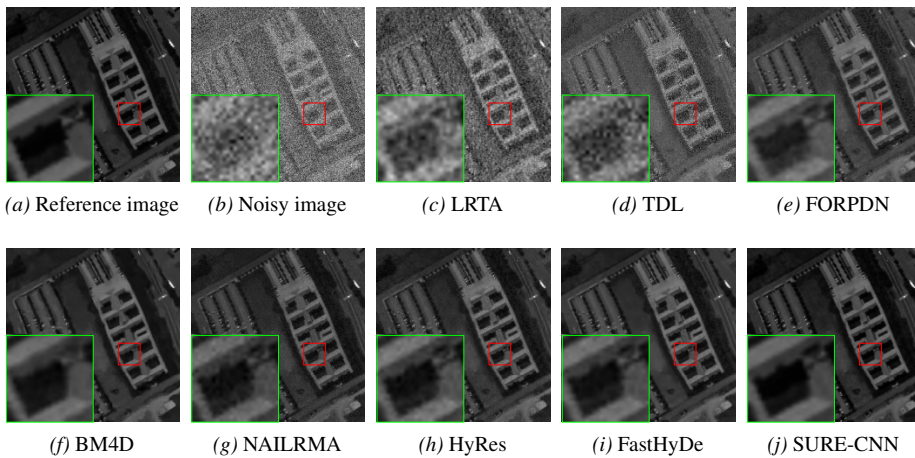 (a) Reference image (b) Noisy image (c) LRTA (d) TDL (e) FORPDN
(f) BM4D (g) NAILRMA (h) HyRes (i) FastHyDe (j) SURE-CNN